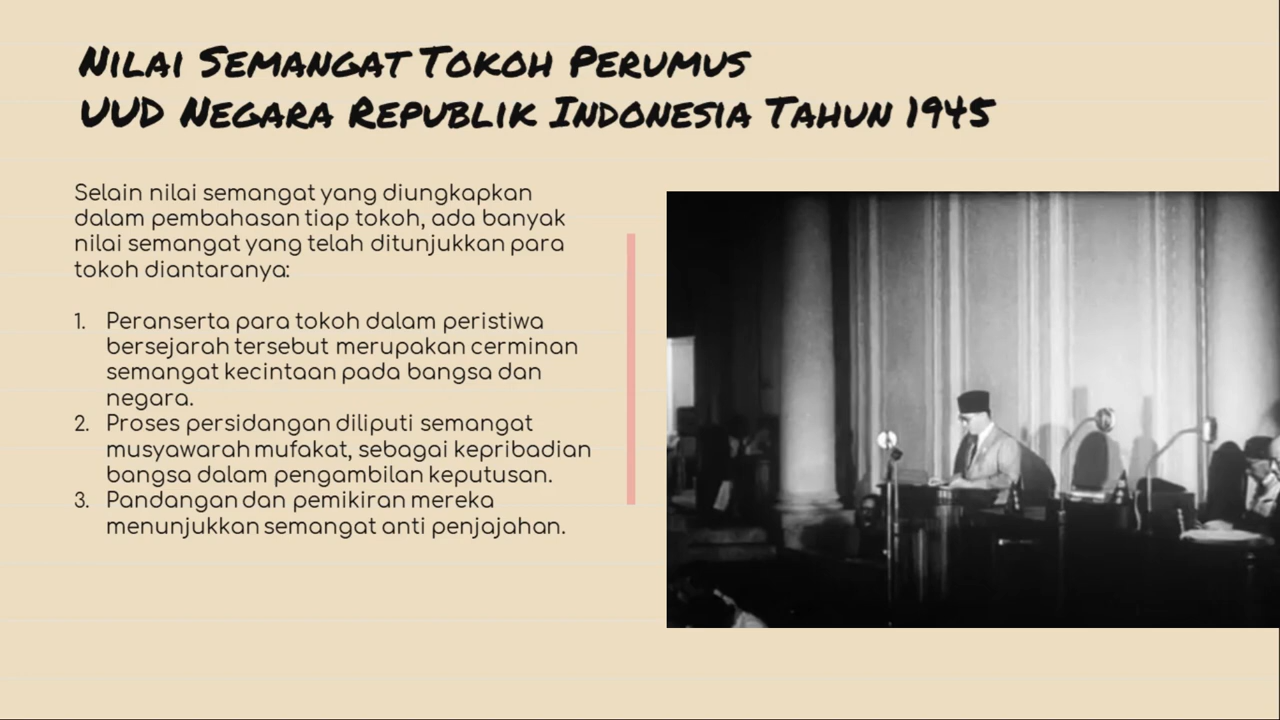 Nilai Semangat Tokoh Perumus
UUD Negara Republik Indonesia Tahun 1945
Selain nilai semangat yang diungkapkan
dalam pembahasan tiap tokoh, ada banyak
nilai semangat yang telah ditunjukkan para
tokoh diantaranya:
1. Peranserta para tokoh dalam peristiwa
bersejarah tersebut merupakan cerminan
semangat kecintaan pada bangsa dan
negara.
2. Proses persidangan diliputi semangat
musyawarah mufakat, sebagai kepribadian
bangsa dalam pengambilan keputusan.
3. Pandangan dan pemikiran mereka
menunjukkan semangat anti penjajahan.